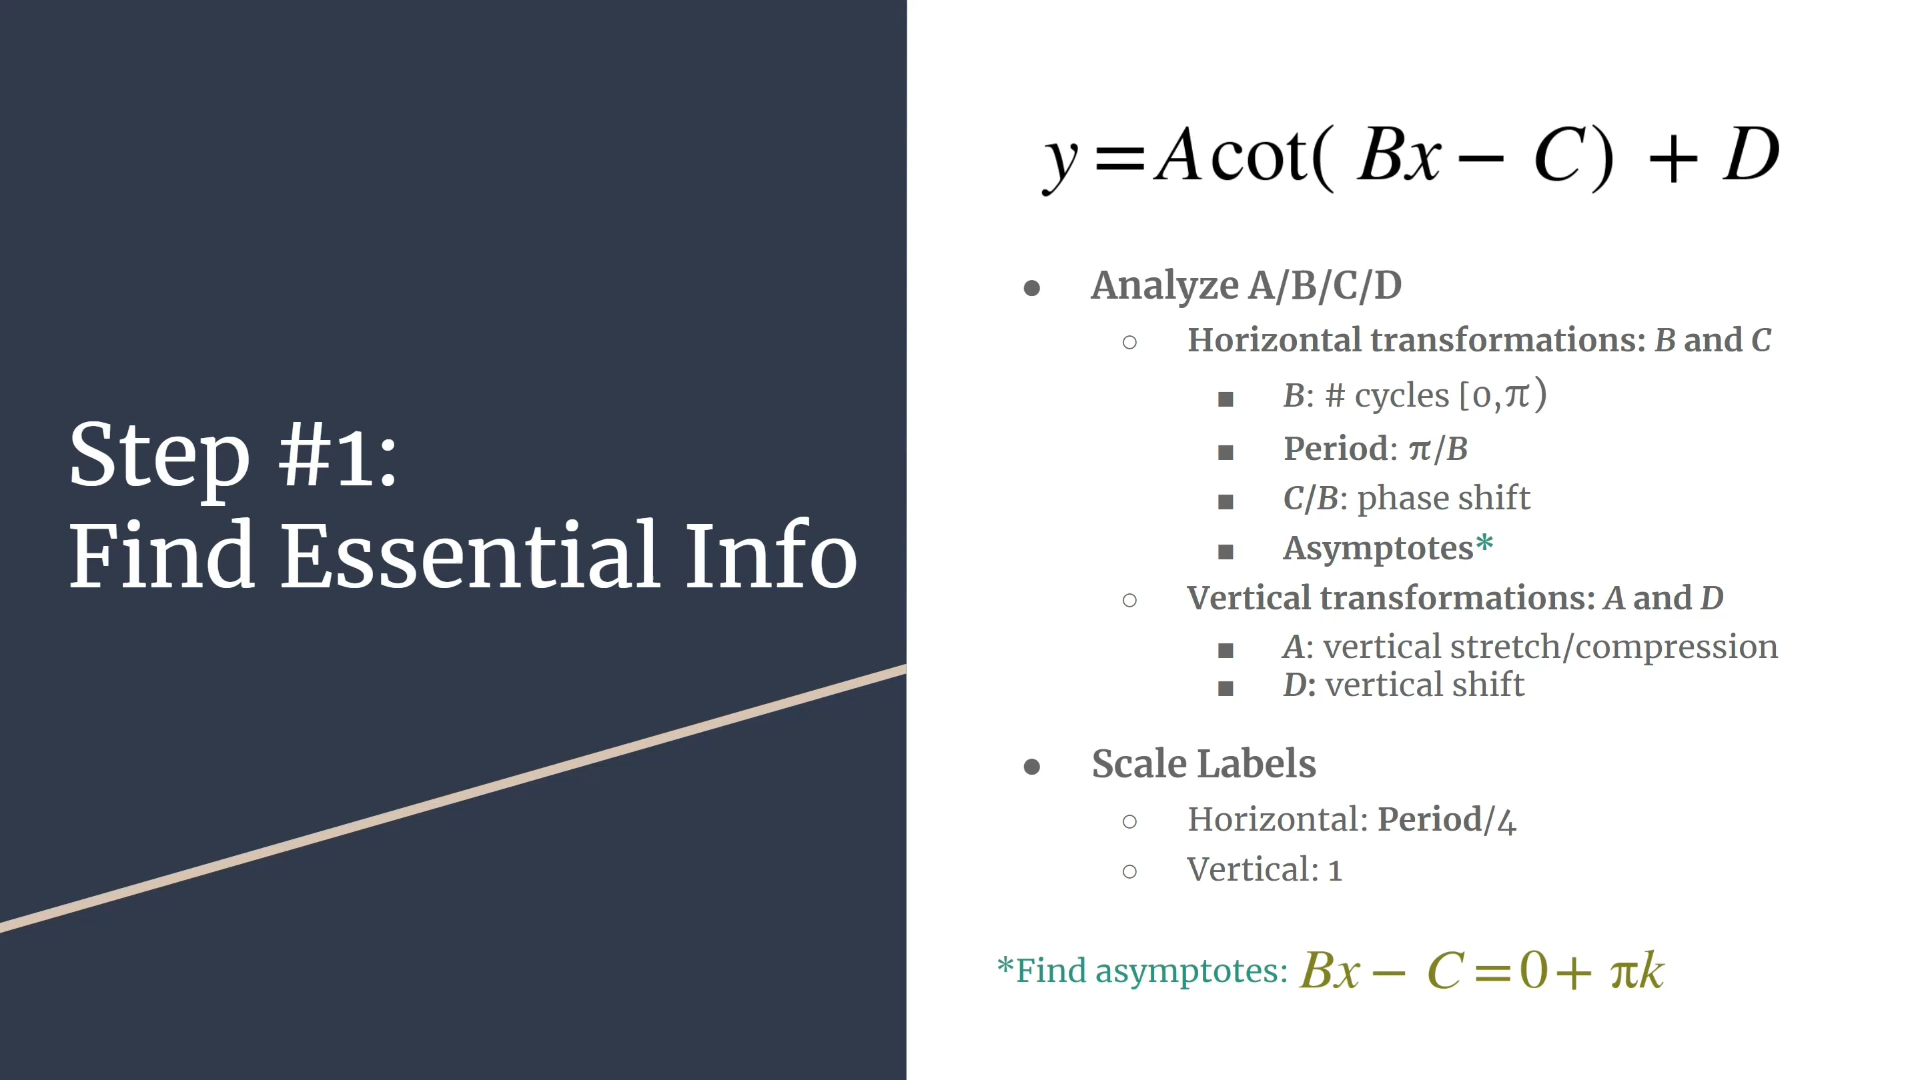 Step #1:
Find Essential Info
y = A cot( Bx − C) + D
● Analyze A/B/C/D
○ Horizontal transformations: B and C
■ B: # cycles [0,π)
■ Period: π/B
■ C/B: phase shift
■ Asymptotes*
○ Vertical transformations: A and D
■ A: vertical stretch/compression
■ D: vertical shift
● Scale Labels
○ Horizontal: Period/4
○ Vertical: 1
*Find asymptotes: Bx − C = 0 + πk